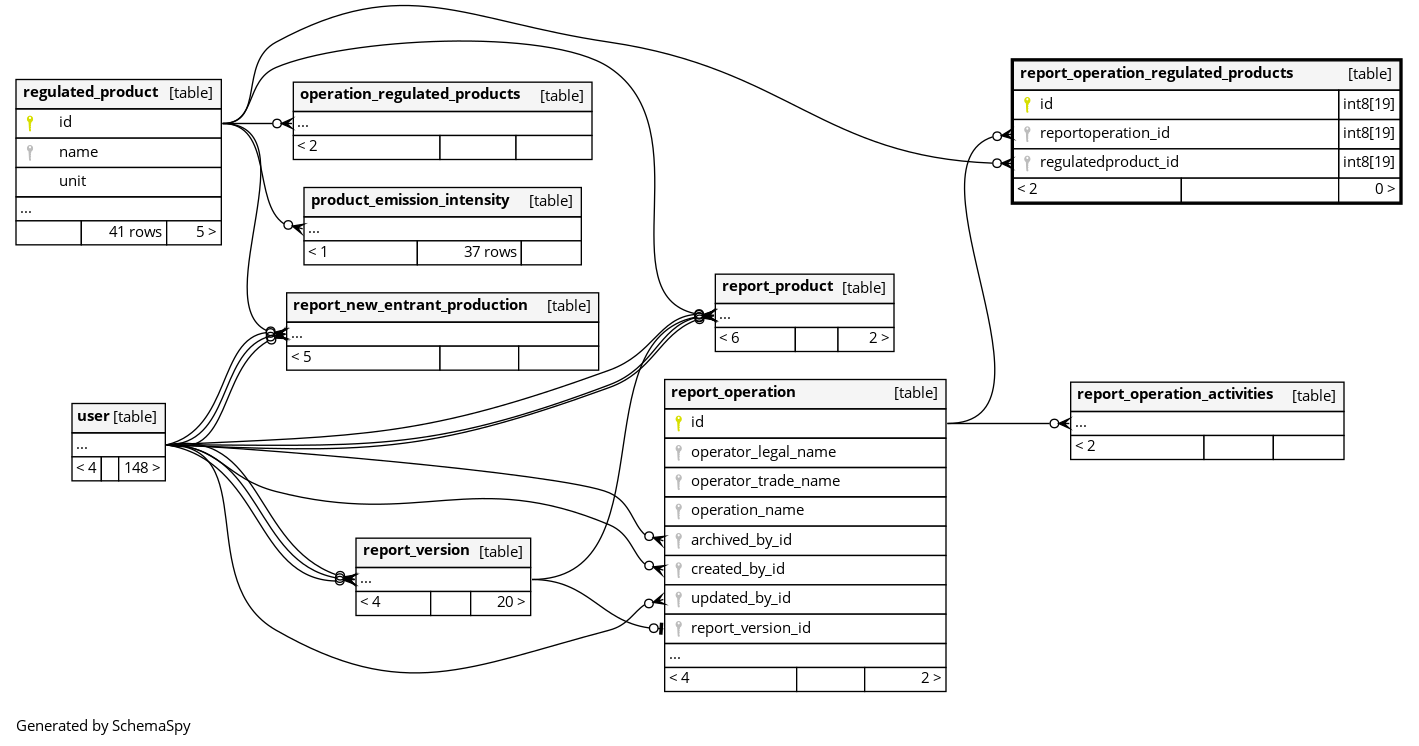 regulated_product [table]
id
name
unit
...
41 rows 5 >
operation_regulated_products [table]
...
< 2
product_emission_intensity [table]
...
< 1 37 rows
report_new_entrant_production [table]
...
< 5
user [table]
...
< 4 148 >
report_version [table]
...
< 4 20 >
report_product [table]
...
< 6 2 >
report_operation [table]
id
operator_legal_name
operator_trade_name
operation_name
archived_by_id
created_by_id
updated_by_id
report_version_id
...
< 4 2 >
report_operation_regulated_products [table]
id int8[19]
reportoperation_id int8[19]
regulatedproduct_id int8[19]
< 2 0 >
report_operation_activities [table]
...
< 2
Generated by SchemaSpy